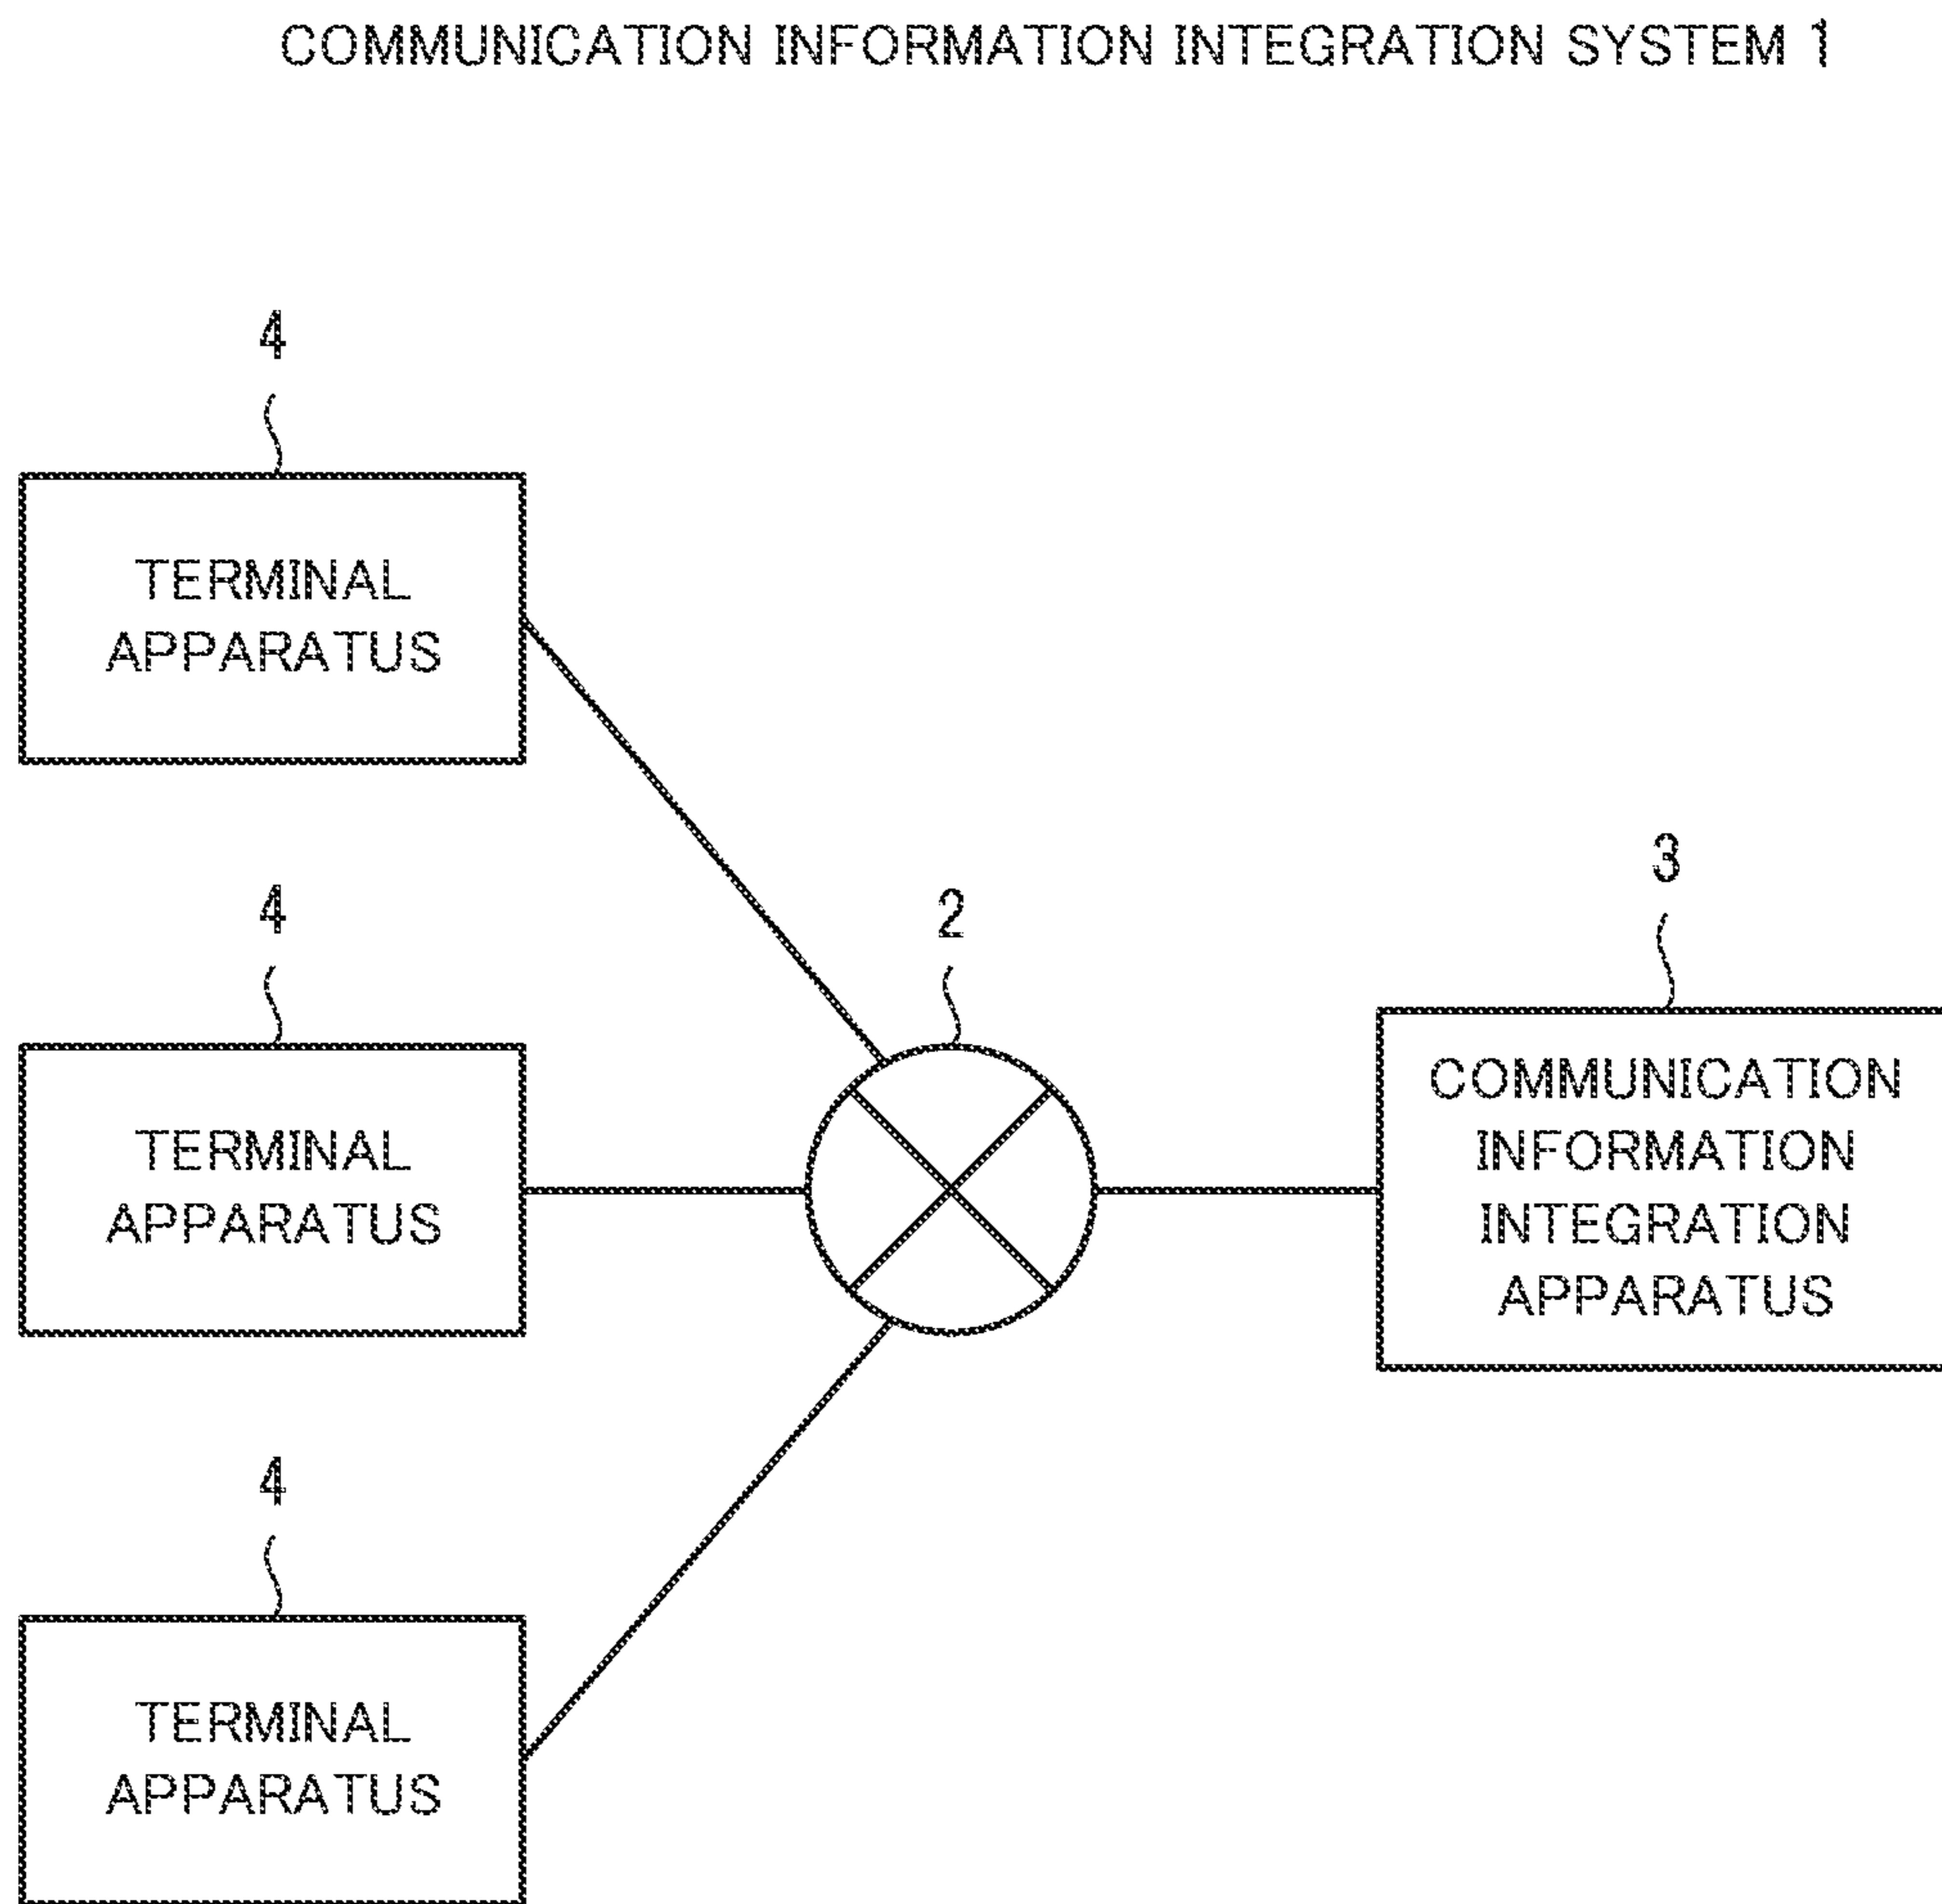 COMMUNICATION INFORMATION INTEGRATION SYSTEM 1
4
TERMINAL
APPARATUS
4
TERMINAL
APPARATUS
2
3
COMMUNICATION
INFORMATION
INTEGRATION
APPARATUS
4
TERMINAL
APPARATUS